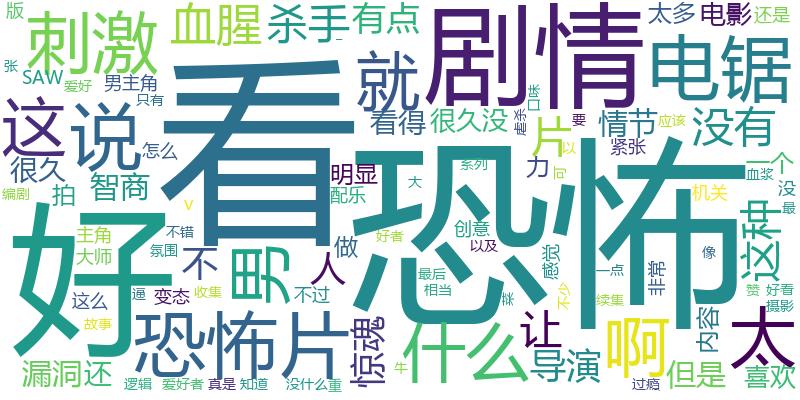 版
刺激
血腥
杀手
有点
剧情
太多
电影
还是
张
SAW
爱好
男主角
只有
这
说
看
就
看得
很久没
口味
虐杀
片
情节
电锯
要
应该
没有
紧张
很久
怎么
拍
智商
编剧
v
明显
配乐
力
大
系列
以
可
机关
一个
血浆
没
最
好
主角
大师
不错
氛围
不
男
人
做
恐怖
好者
创意
以及
感觉
像
这种
这么
变态
逼
收集
不过
故事
最后
相当
菜
不少
一点
续集
非常
内容
赞
好看
摄影
恐怖片
惊魂
什么
让
啊
太
漏洞
还
逻辑
爱好者
真是
知道
没什么
重
牛
导演
过瘾
但是
喜欢